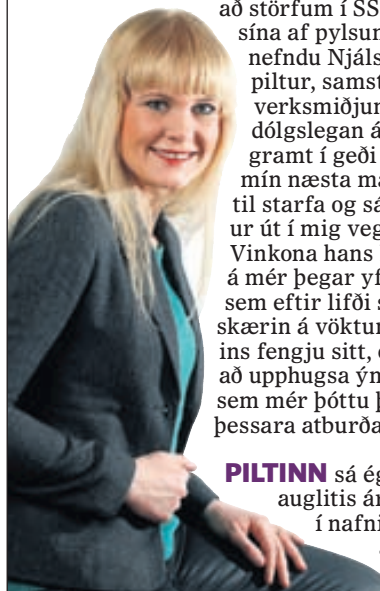 að störfum í SS
sína af pylsum
nefndu Njáls
piltur, samst
verksmiðjun
dólgslegan á
gramt í geði
mín næsta ma
til starfa og sá
ur út í mig veg
Vinkona hans
á mér þegar yf
sem eftir lifði s
skærin á vöktun
ins fengju sitt,
að upphugsa ýn
sem mér þóttu þ
þessara atburða
PILTINN sá ég
auglitis ár
í nafni